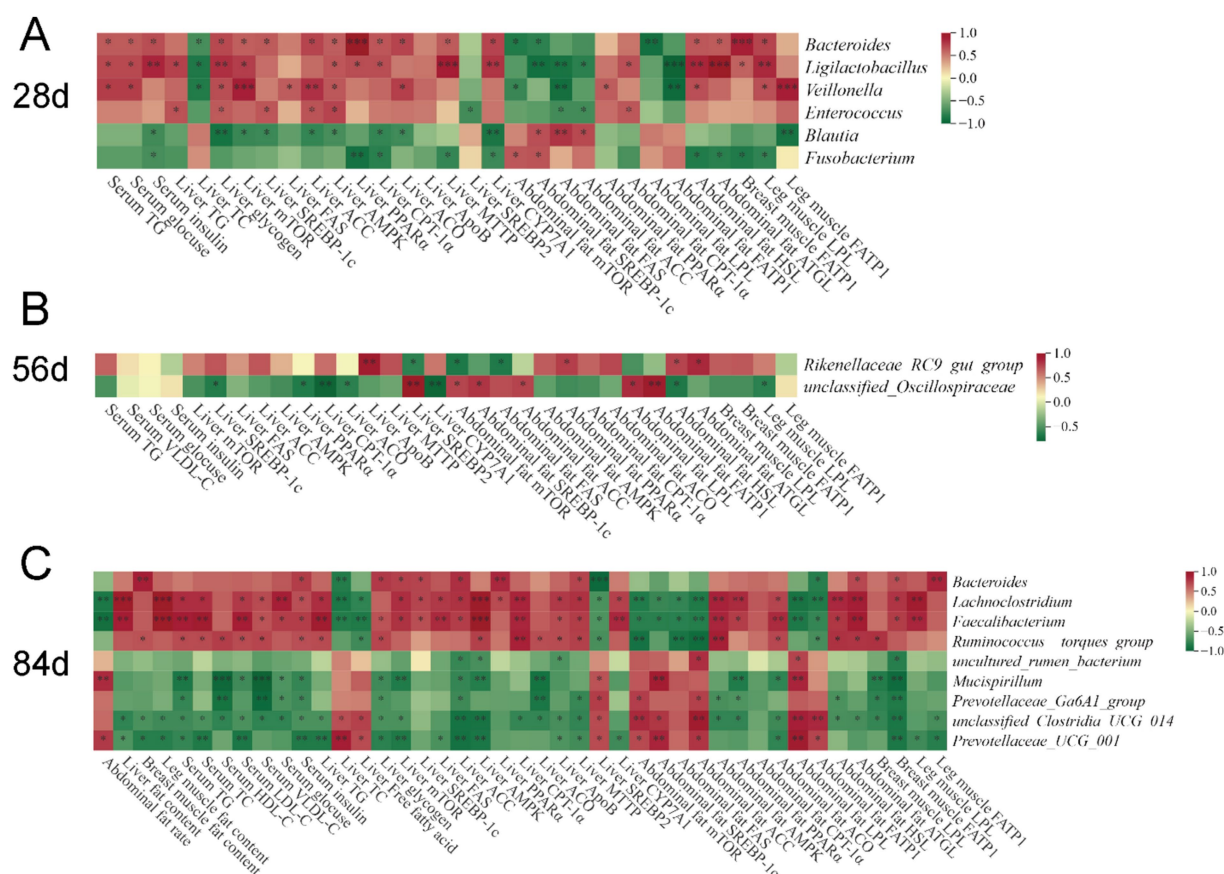 A
28d
Bacteroides
Ligilactobacillus
Veillonella
Enterococcus
Blautia
Fusobacterium
1.0
0.5
0.0
−0.5
−1.0
Serum TG
Serum glocuse
Serum insulin
Liver TG
Liver TC
Liver glycogen
Liver mTOR
Liver SREBP-1c
Liver FAS
Liver ACC
Liver AMPK
Liver PPARα
Liver CPT-1α
Liver ACO
Liver ApoB
Liver MTTP
Liver SREBP2
Liver CYP7A1
Abdominal fat mTOR
Abdominal fat SREBP-1c
Abdominal fat FAS
Abdominal fat ACC
Abdominal fat PPARα
Abdominal fat CPT-1α
Abdominal fat LPL
Abdominal fat FATP1
Abdominal fat HSL
Abdominal fat ATGL
Breast muscle FATP1
Leg muscle LPL
Leg muscle FATP1
B
56d
Rikenellaceae RC9 gut group
unclassified_Oscillospiraceae
1.0
0.5
0.0
−0.5
Serum TG
Serum VLDL-C
Serum glocuse
Serum insulin
Liver mTOR
Liver SREBP-1c
Liver FAS
Liver ACC
Liver AMPK
Liver PPARα
Liver CPT-1α
Liver ACO
Liver ApoB
Liver MTTP
Liver SREBP2
Liver CYP7A1
Abdominal fat mTOR
Abdominal fat SREBP-1c
Abdominal fat FAS
Abdominal fat ACC
Abdominal fat AMPK
Abdominal fat PPARα
Abdominal fat CPT-1α
Abdominal fat ACO
Abdominal fat LPL
Abdominal fat FATP1
Abdominal fat HSL
Abdominal fat ATGL
Breast muscle LPL
Breast muscle FATP1
Leg muscle LPL
Leg muscle FATP1
C
84d
Bacteroides
Lachnoclostridium
Faecalibacterium
Ruminococcus torques group
uncultured_rumen_bacterium
Mucispirillum
Prevotellaceae_Ga6A1_group
unclassified Clostridia UCG 014
Prevotellaceae_UCG_001
1.0
0.5
0.0
−0.5
−1.0
Abdominal fat rate
Liver fat content
Breast muscle fat content
Leg muscle fat content
Serum TG
Serum TC
Serum HDL-C
Serum LDL-C
Serum VLDL-C
Serum glucose
Serum insulin
Liver TG
Liver TC
Liver Free fatty acid
Liver glycogen
Liver mTOR
Liver SREBP-1c
Liver FAS
Liver ACC
Liver AMPK
Liver PPARα
Liver CPT-1α
Liver ACO
Liver ApoB
Liver MTTP
Liver SREBP2
Liver CYP7A1
Abdominal fat mTOR
Abdominal fat SREBP-1c
Abdominal fat FAS
Abdominal fat ACC
Abdominal fat AMPK
Abdominal fat PPARα
Abdominal fat CPT-1α
Abdominal fat ACO
Abdominal fat LPL
Abdominal fat FATP1
Abdominal fat HSL
Abdominal fat ATGL
Breast muscle LPL
Breast muscle FATP1
Leg muscle LPL
Leg muscle FATP1